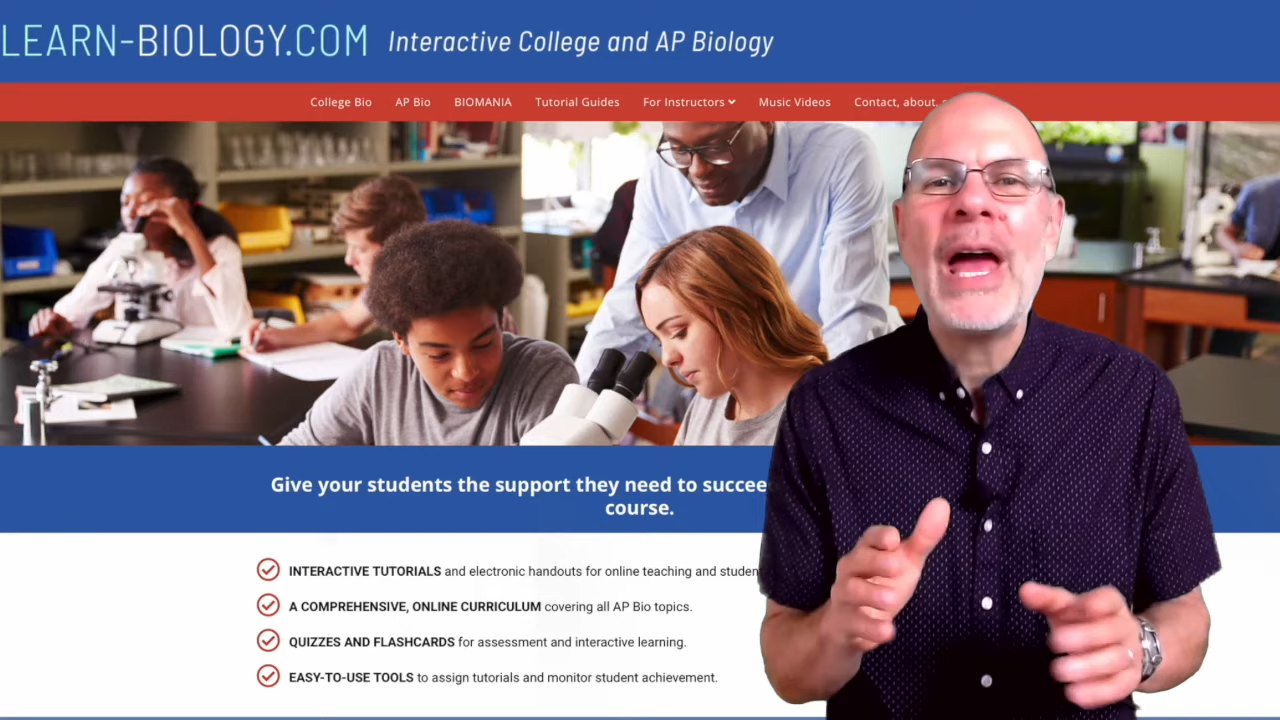 LEARN-BIOLOGY.COM Interactive College and AP Biology
College Bio AP Bio BIOMANIA Tutorial Guides For Instructors Music Videos Contact, about,
Give your students the support they need to
course.
INTERACTIVE TUTORIALS and electronic handouts for online teaching and
A COMPREHENSIVE, ONLINE CURRICULUM covering all AP Bio topics.
QUIZZES AND FLASHCARDS for assessment and interactive learning.
EASY-TO-USE TOOLS to assign tutorials and monitor student achievement.